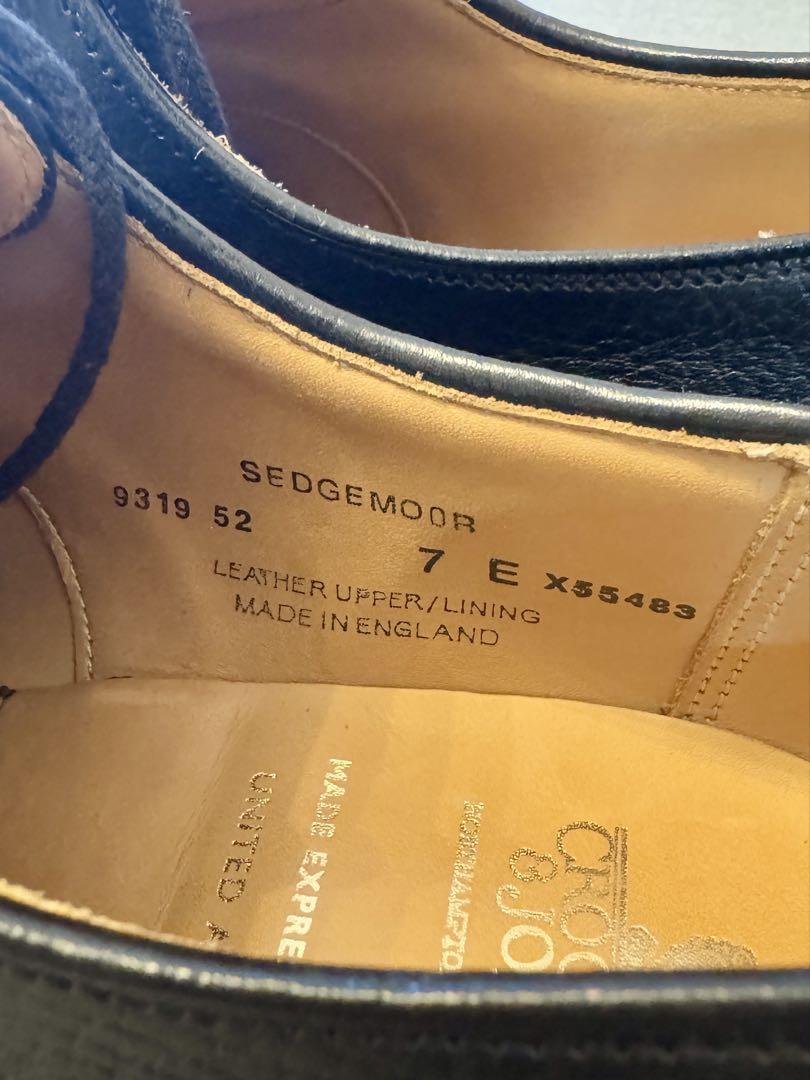 SEDGEMOOR
9319 52
7 E X55483
LEATHER UPPER/LINING
MADE IN ENGLAND
CROC
& JO
MADE EXPRE
UNITED A